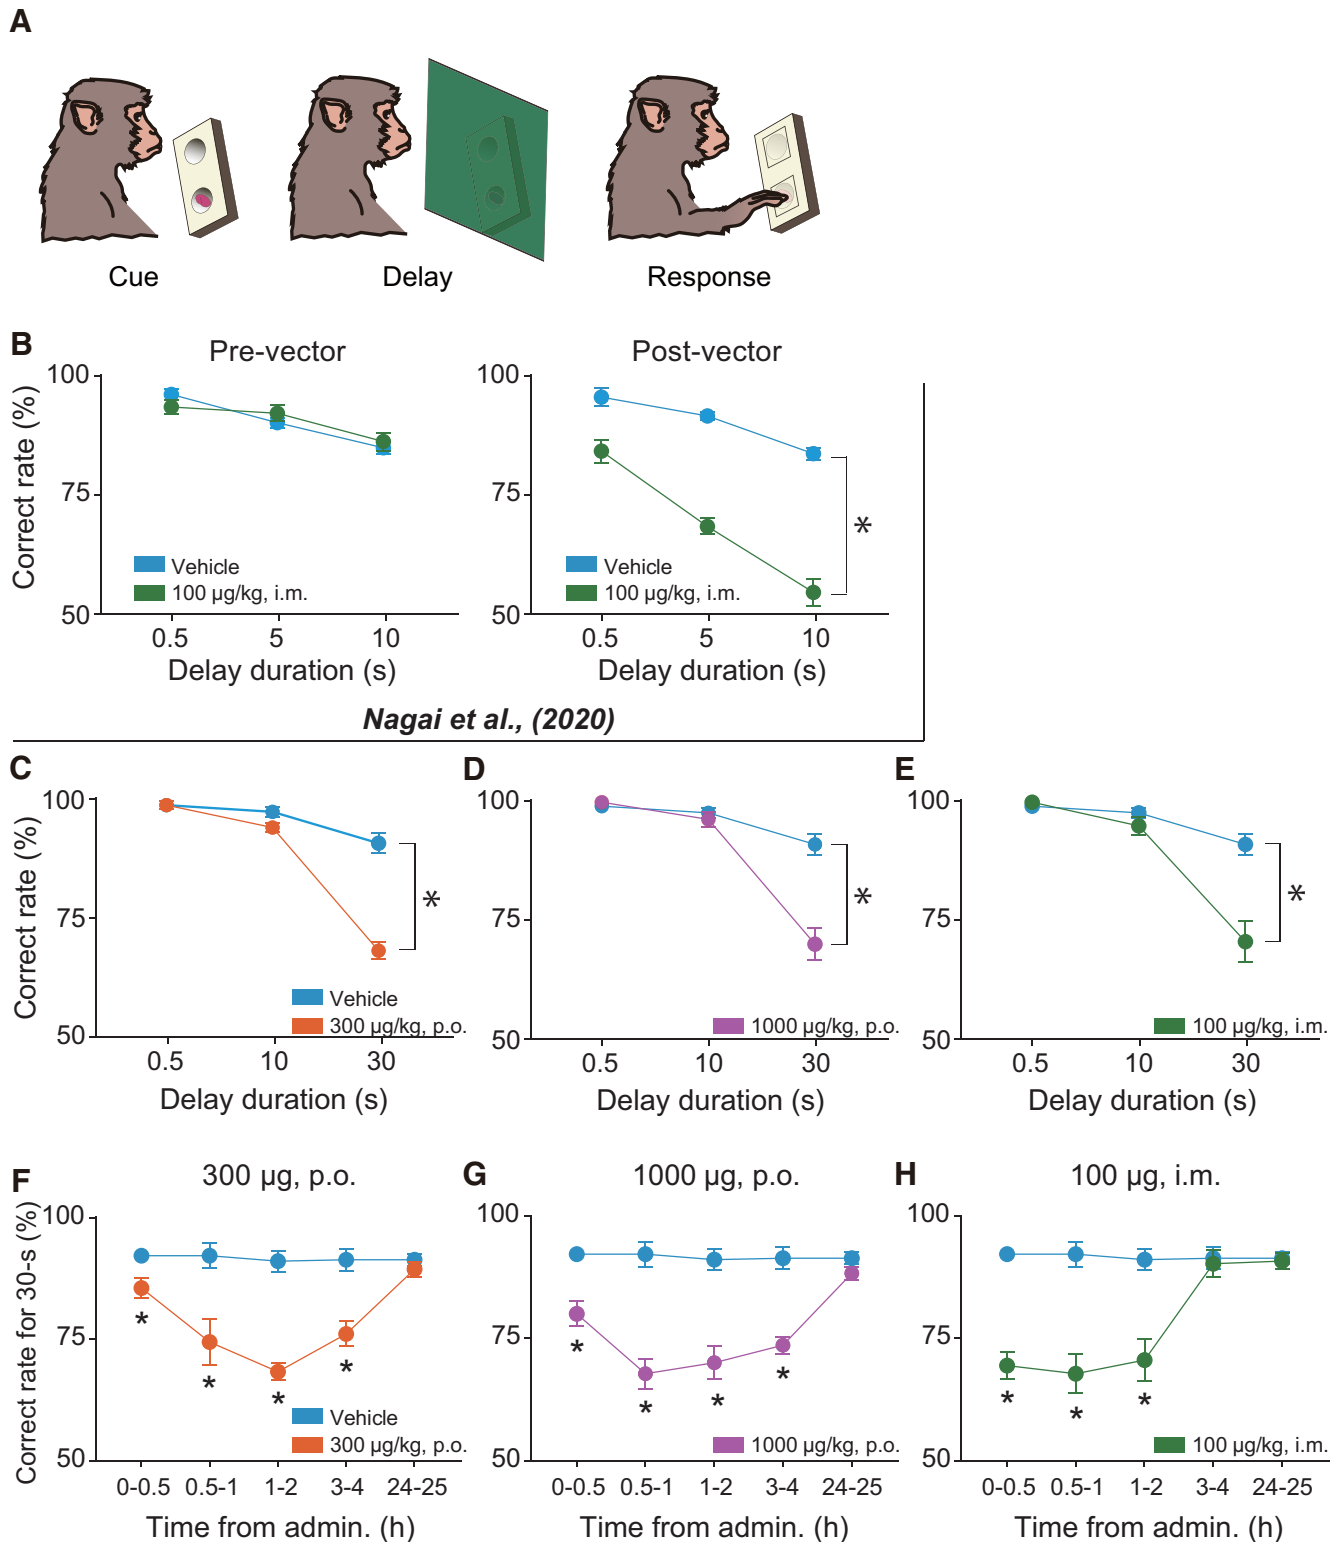 A
Cue
Delay
Response
B
Pre-vector
Post-vector
Correct rate (%)
100
75
50
Vehicle
100 µg/kg, i.m.
0.5
5
10
Delay duration (s)
100
75
50
Vehicle
100 µg/kg, i.m.
*
0.5
5
10
Delay duration (s)
Nagai et al., (2020)
C
Correct rate (%)
100
75
50
*
Vehicle
300 µg/kg, p.o.
0.5
10
30
Delay duration (s)
D
100
75
50
*
1000 µg/kg, p.o.
0.5
10
30
Delay duration (s)
E
100
75
50
*
100 µg/kg, i.m.
0.5
10
30
Delay duration (s)
F
300 µg, p.o.
Correct rate for 30-s (%)
100
75
50
*
*
*
*
Vehicle
300 µg/kg, p.o.
0-0.5 0.5-1 1-2 3-4 24-25
Time from admin. (h)
G
1000 µg, p.o.
100
75
50
*
*
*
*
1000 µg/kg, p.o.
0-0.5 0.5-1 1-2 3-4 24-25
Time from admin. (h)
H
100 µg, i.m.
100
75
50
*
*
*
100 µg/kg, i.m.
0-0.5 0.5-1 1-2 3-4 24-25
Time from admin. (h)